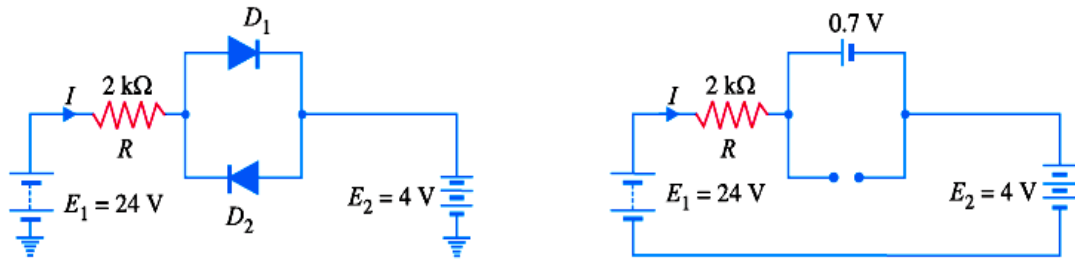 D₁
I
2 kΩ
R
E₁ = 24 V
D₂
E₂ = 4 V
0.7 V
I
2 kΩ
R
E₁ = 24 V
E₂ = 4 V